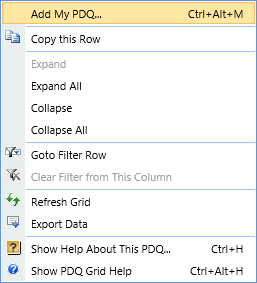 Add My PDQ... Ctrl+Alt+M
Copy this Row
Expand
Expand All
Collapse
Collapse All
Goto Filter Row
Clear Filter from This Column
Refresh Grid
Export Data
Show Help About This PDQ... Ctrl+H
Show PDQ Grid Help Ctrl+Alt+H